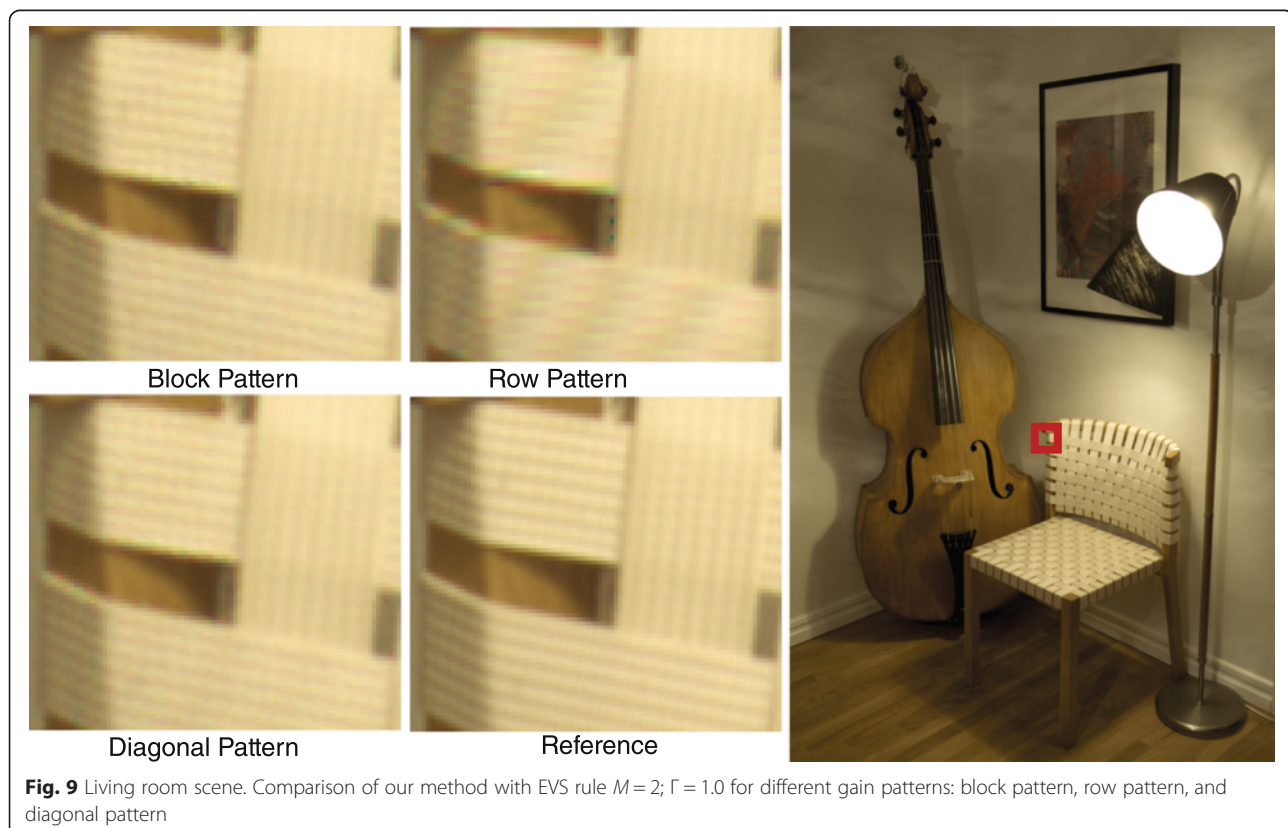 Block Pattern
Row Pattern
Diagonal Pattern
Reference
Fig. 9 Living room scene. Comparison of our method with EVS rule M = 2; Γ = 1.0 for different gain patterns: block pattern, row pattern, and
diagonal pattern